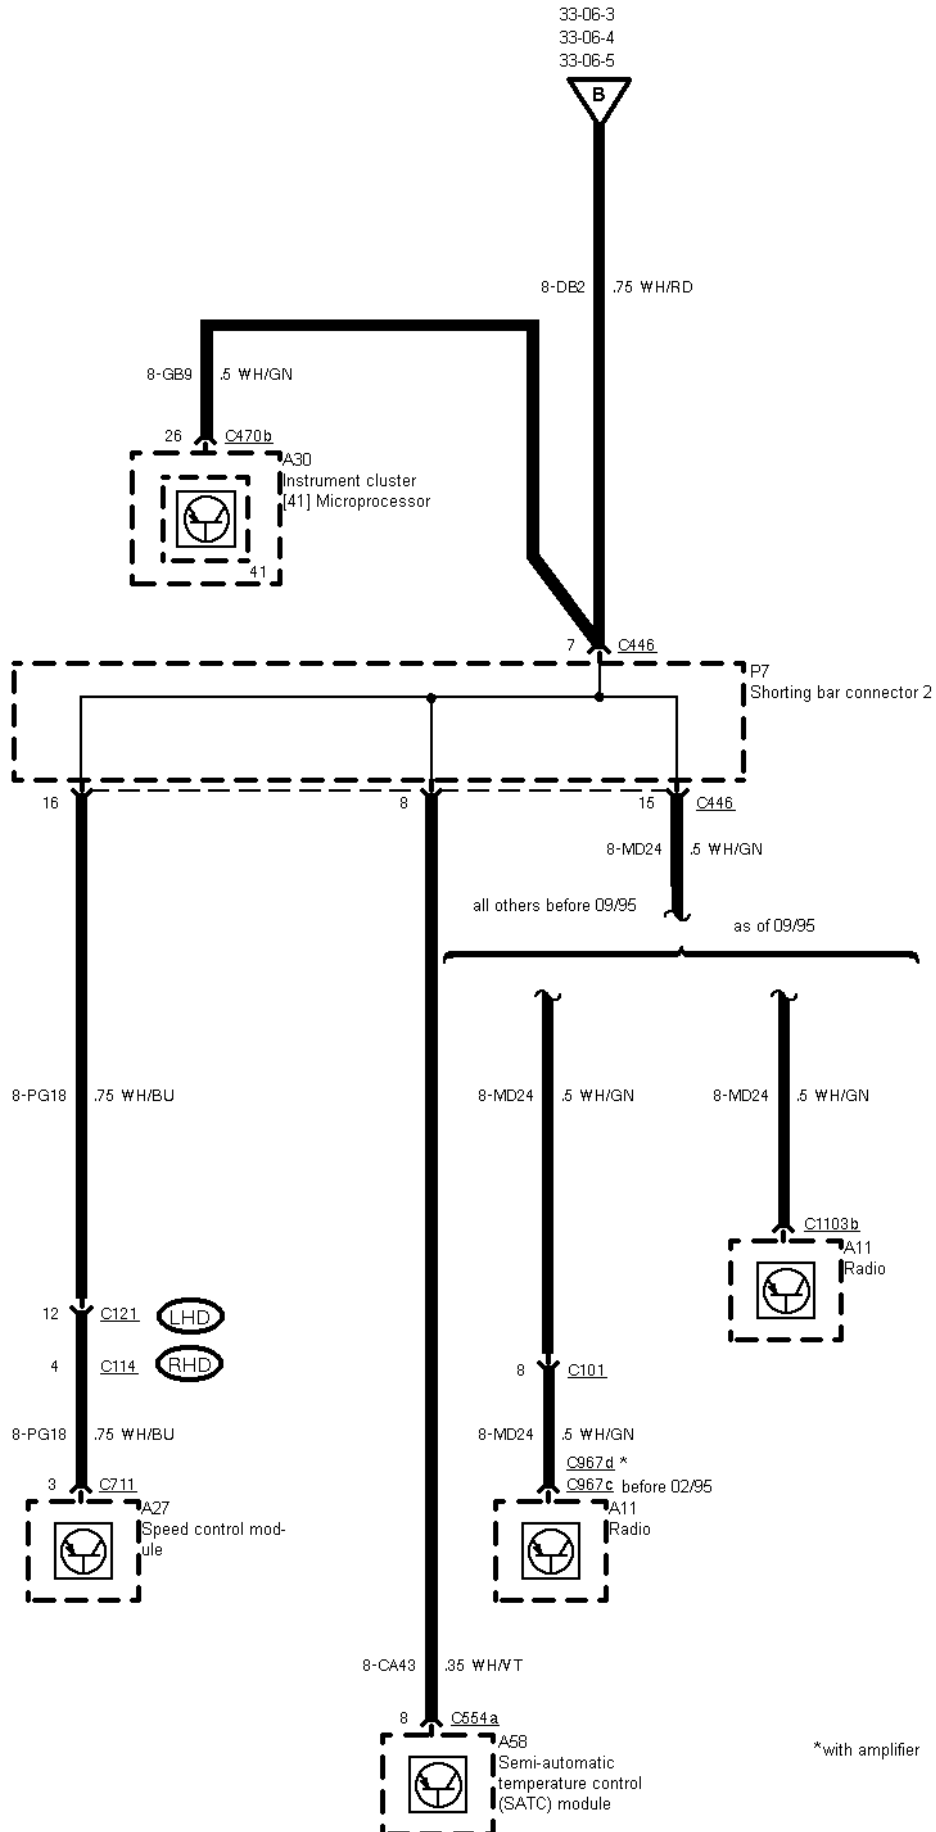 33-06-3
33-06-4
33-06-5
B
8-DB2 .75 WH/RD
8-GB9 .5 WH/GN
26 C470b
A30
Instrument cluster
[41] Microprocessor
41
7 C446
P7
Shorting bar connector 2
16 8 15 C446
8-MD24 .5 WH/GN
all others before 09/95
as of 09/95
8-PG18 .75 WH/BU 8-MD24 .5 WH/GN 8-MD24 .5 WH/GN
C1103b
A11
Radio
12 C121 LHD
4 C114 RHD
8 C101
8-PG18 .75 WH/BU 8-MD24 .5 WH/GN
C967d *
3 C711 C967c before 02/95
A27
Speed control mod-
ule
A11
Radio
8-CA43 .35 WH/VT
8 C554a
A58
Semi-automatic
temperature control
(SATC) module
*with amplifier